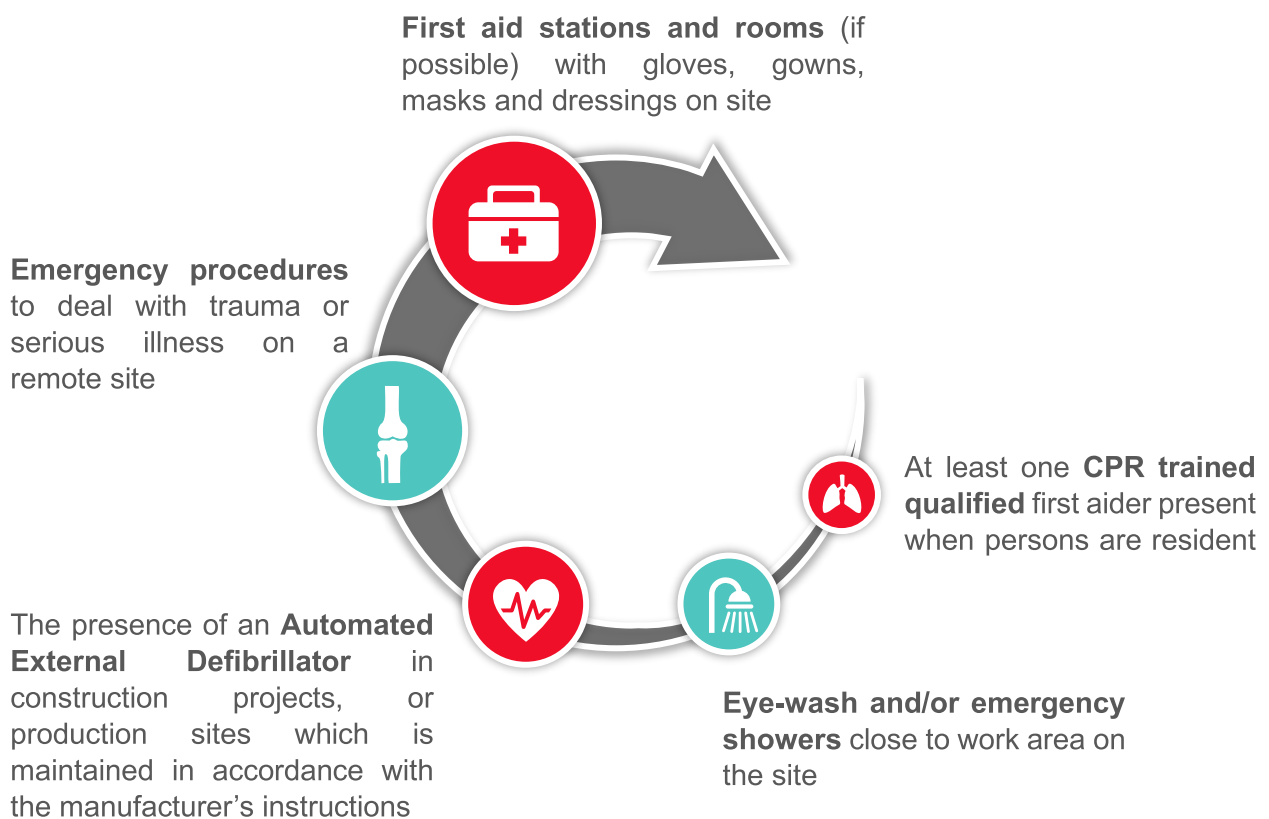 First aid stations and rooms (if
possible) with gloves, gowns,
masks and dressings on site
Emergency procedures
to deal with trauma or
serious illness on a
remote site
At least one CPR trained
qualified first aider present
when persons are resident
The presence of an Automated
External Defibrillator in
construction projects, or
production sites which is
maintained in accordance with
the manufacturer’s instructions
Eye-wash and/or emergency
showers close to work area on
the site